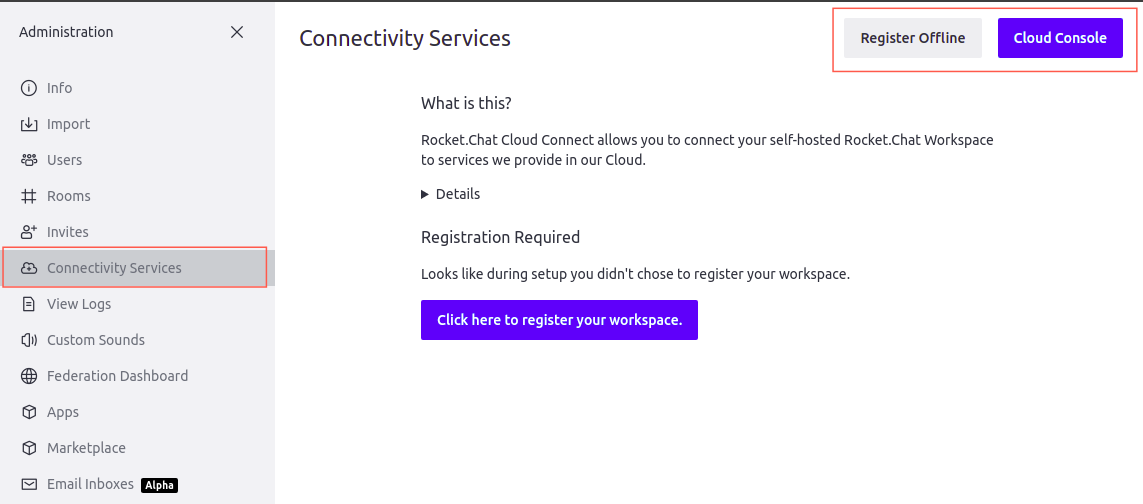 Administration
Info
Import
Users
Rooms
Invites
Connectivity Services
View Logs
Custom Sounds
Federation Dashboard
Apps
Marketplace
Email Inboxes Alpha
Connectivity Services
Register Offline
Cloud Console
What is this?
Rocket.Chat Cloud Connect allows you to connect your self-hosted Rocket.Chat Workspace
to services we provide in our Cloud.
Details
Registration Required
Looks like during setup you didn't chose to register your workspace.
Click here to register your workspace.